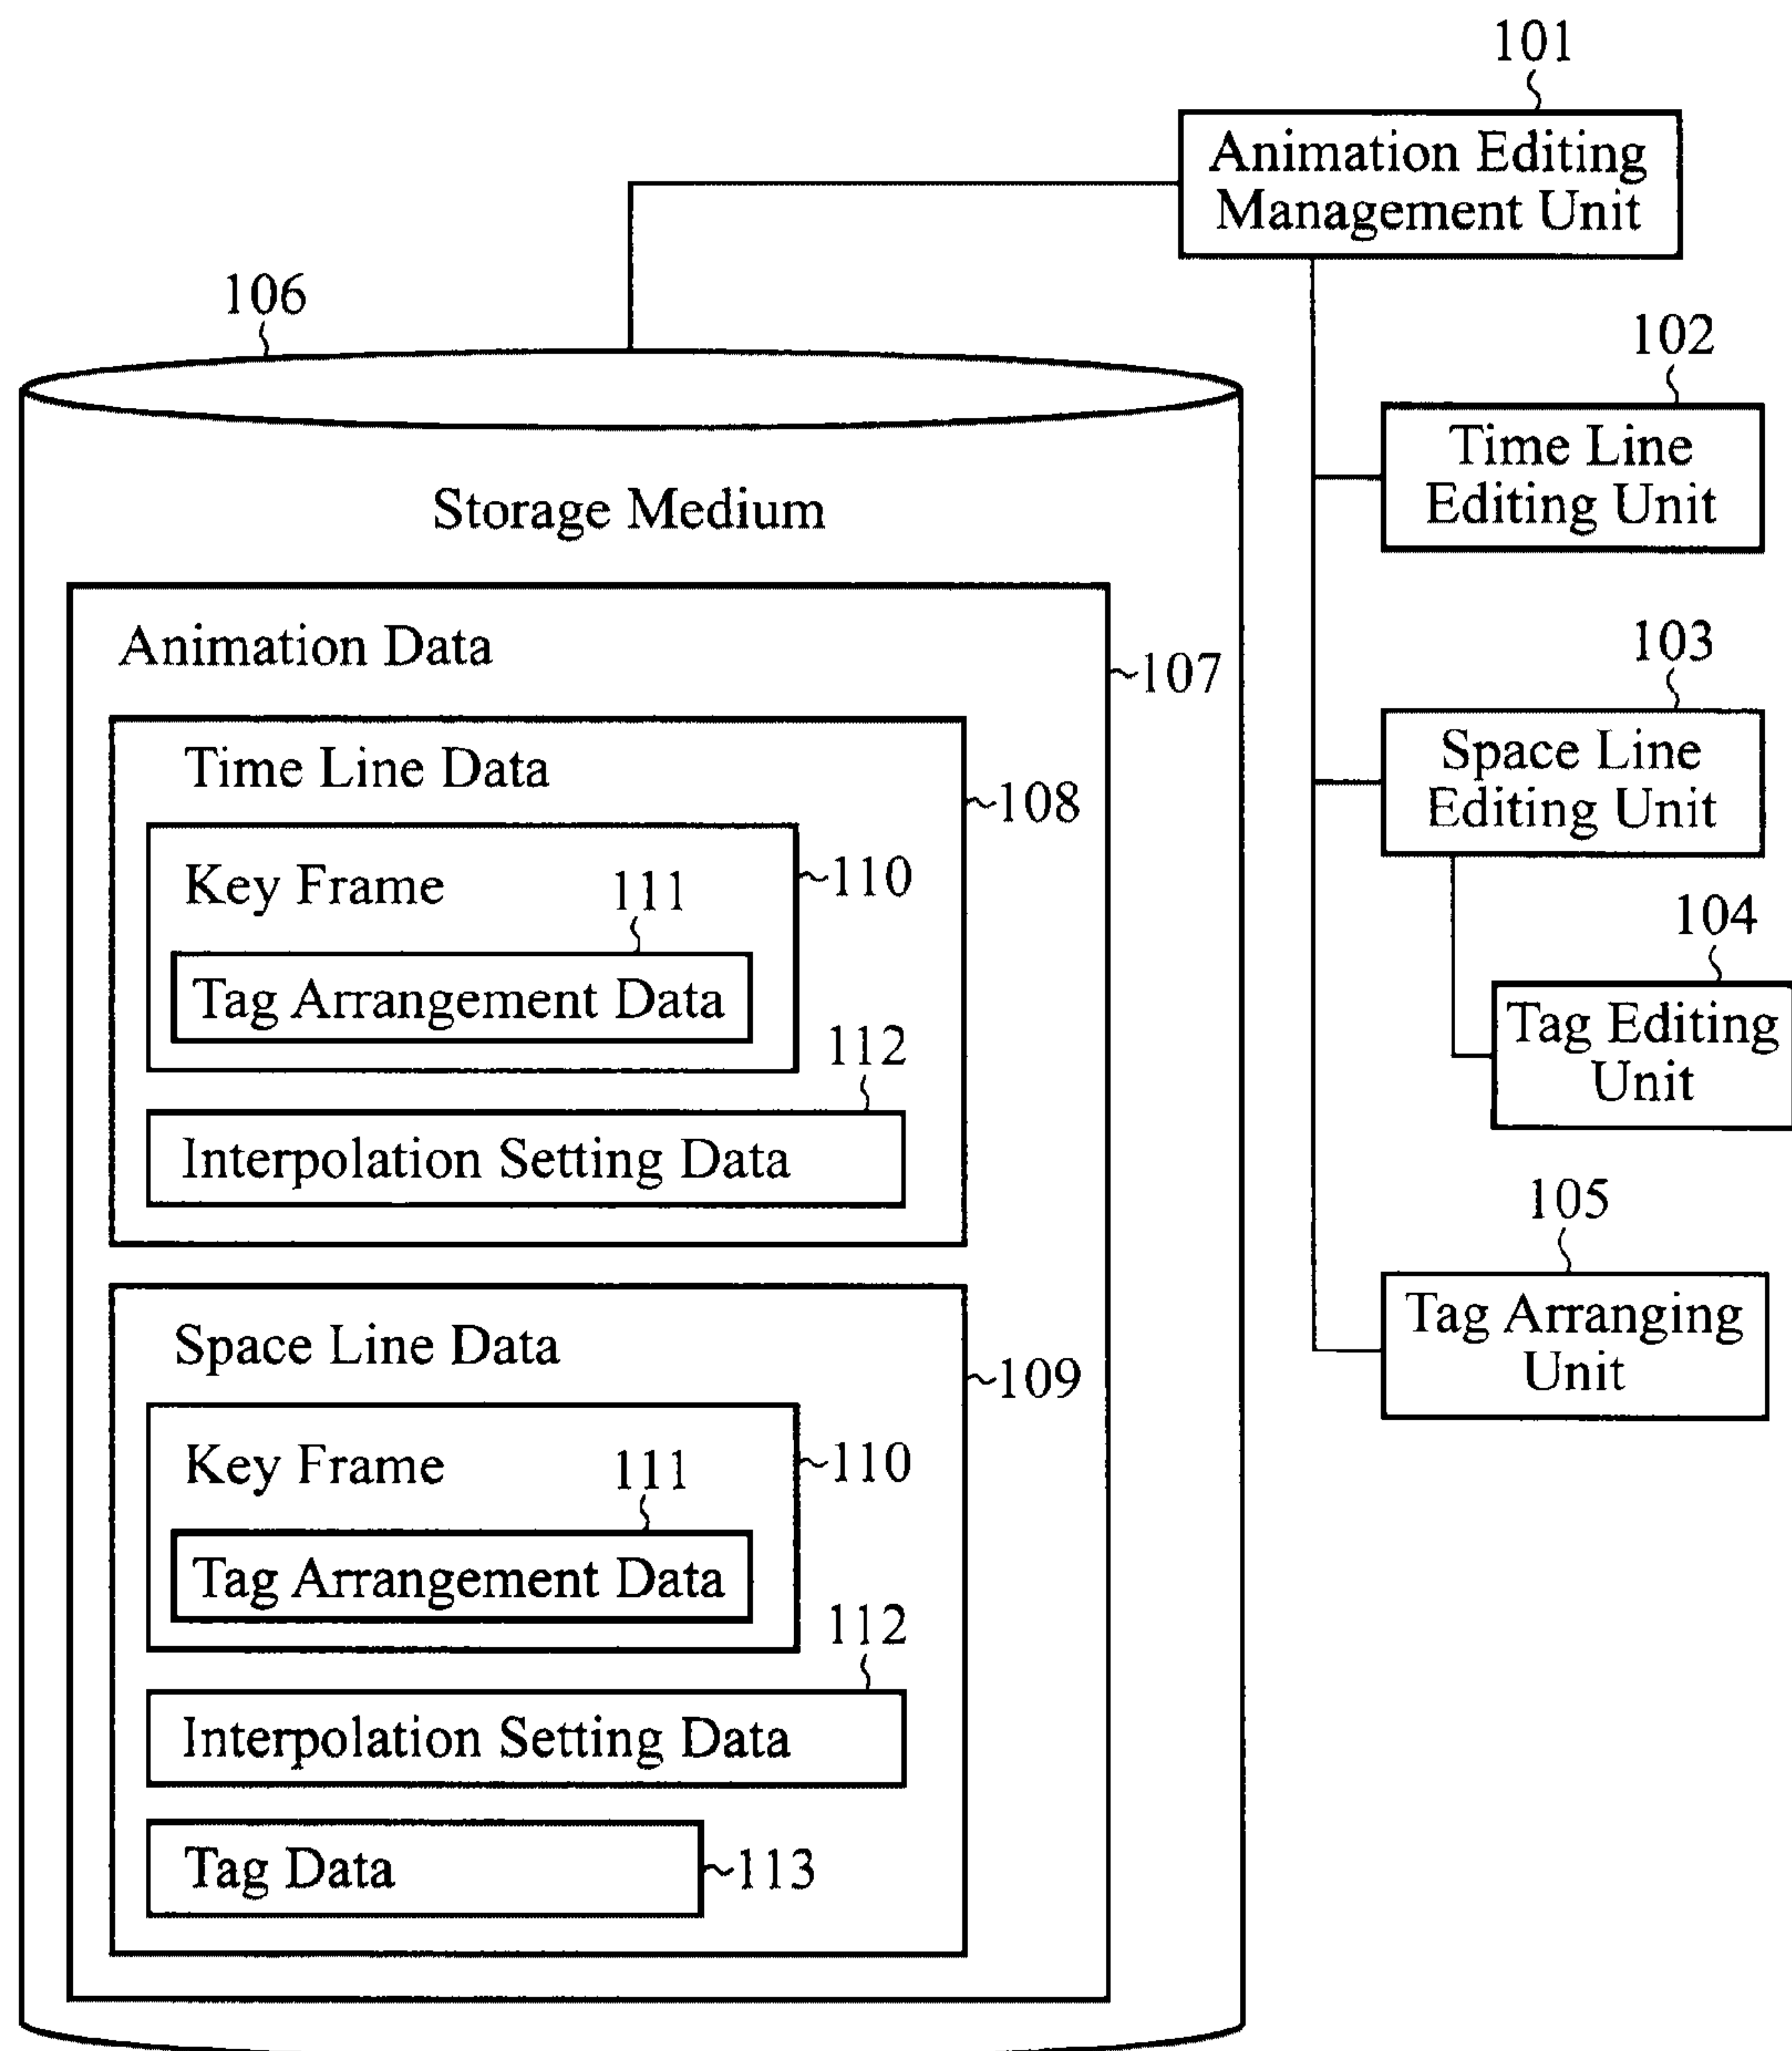 101
Animation Editing
Management Unit
106
102
Time Line
Editing Unit
Storage Medium
103
Space Line
Editing Unit
104
Tag Editing
Unit
105
Tag Arranging
Unit
Animation Data
107
Time Line Data
108
Key Frame
110
111
Tag Arrangement Data
112
Interpolation Setting Data
Space Line Data
109
Key Frame
110
111
Tag Arrangement Data
112
Interpolation Setting Data
Tag Data
113